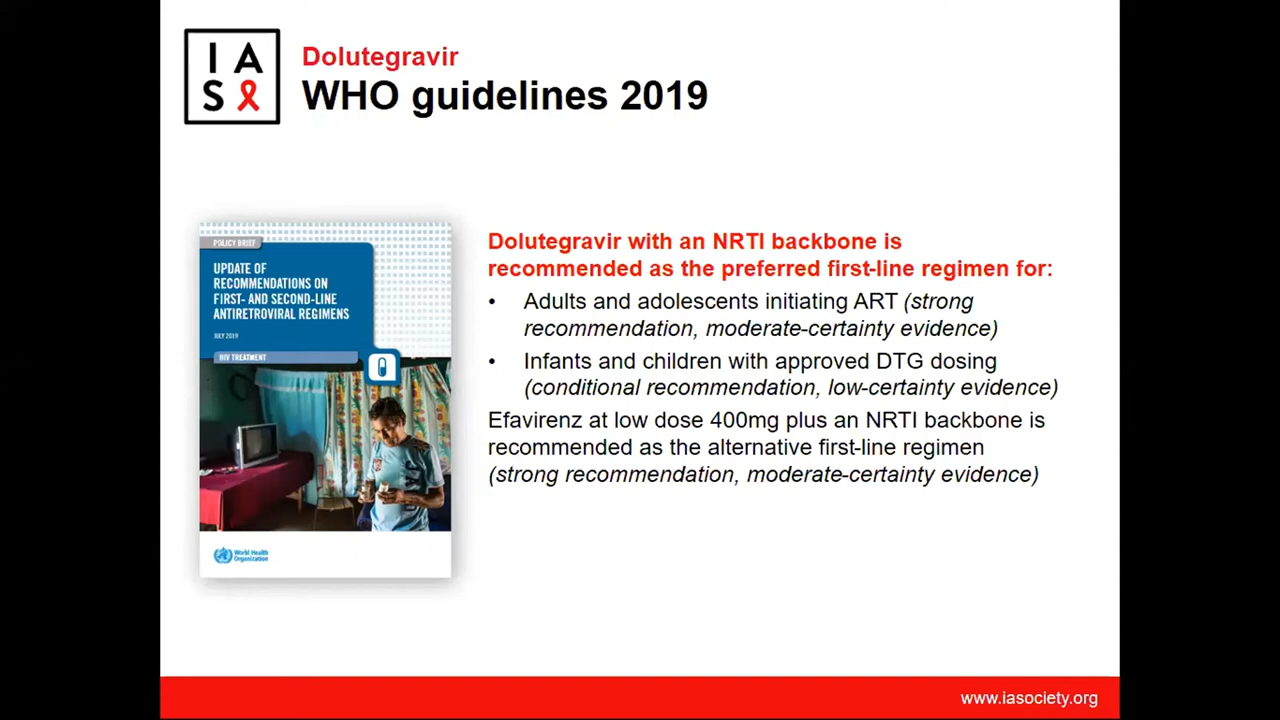 I A
S
Dolutegravir
WHO guidelines 2019
POLICY BRIEF
UPDATE OF
RECOMMENDATIONS ON
FIRST- AND SECOND-LINE
ANTIRETROVIRAL REGIMENS
JULY 2019
HIV TREATMENT
World Health
Organization
Dolutegravir with an NRTI backbone is
recommended as the preferred first-line regimen for:
• Adults and adolescents initiating ART (strong
recommendation, moderate-certainty evidence)
• Infants and children with approved DTG dosing
(conditional recommendation, low-certainty evidence)
Efavirenz at low dose 400mg plus an NRTI backbone is
recommended as the alternative first-line regimen
(strong recommendation, moderate-certainty evidence)
www.iasociety.org